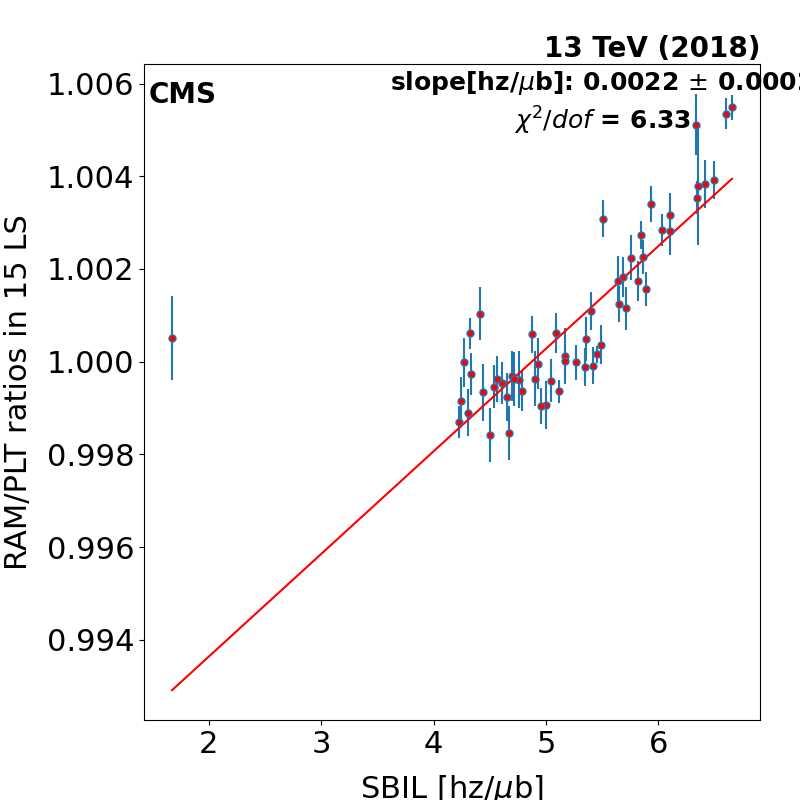 13 TeV (2018)
CMS
slope[hz/μb]: 0.0022 ± 0.000
χ²/dof = 6.33
RAM/PLT ratios in 15 LS
1.006
1.004
1.002
1.000
0.998
0.996
0.994
2 3 4 5 6
SBIL [hz/μb]